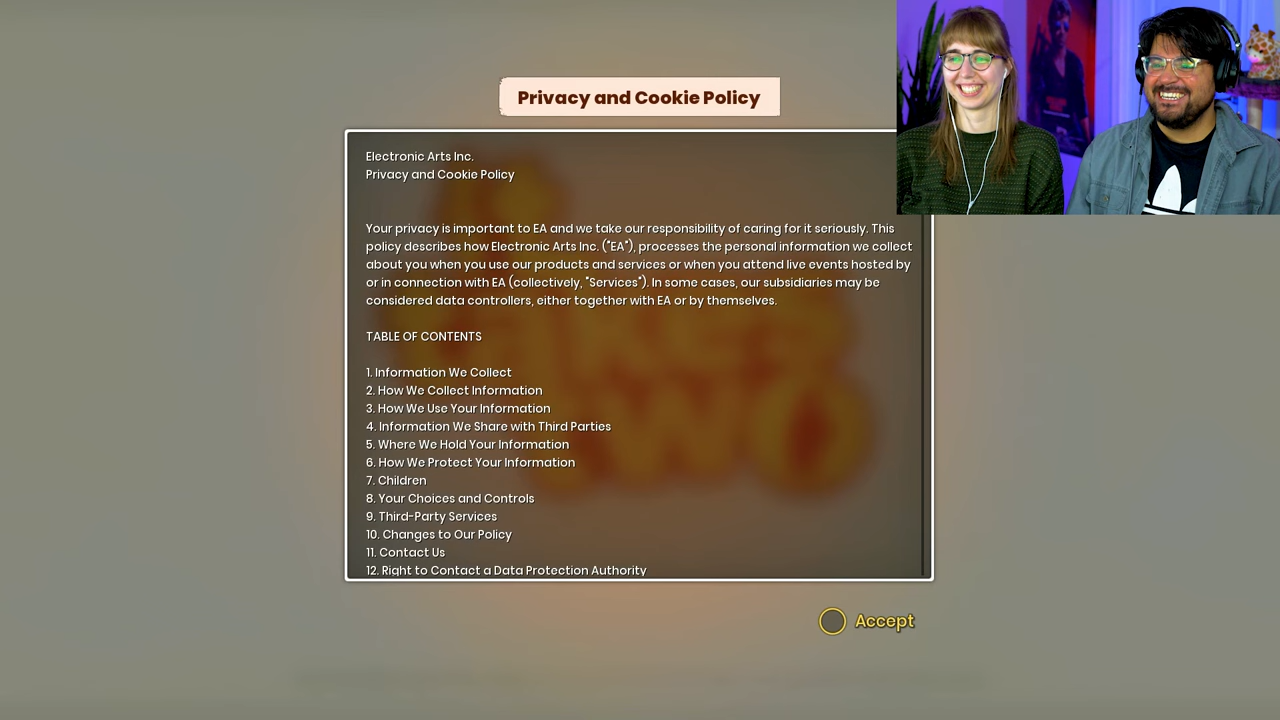 Privacy and Cookie Policy
Electronic Arts Inc.
Privacy and Cookie Policy
Your privacy is important to EA and we take our responsibility of caring for it seriously. This
policy describes how Electronic Arts Inc. ("EA"), processes the personal information we collect
about you when you use our products and services or when you attend live events hosted by
or in connection with EA (collectively, "Services"). In some cases, our subsidiaries may be
considered data controllers, either together with EA or by themselves.
TABLE OF CONTENTS
1. Information We Collect
2. How We Collect Information
3. How We Use Your Information
4. Information We Share with Third Parties
5. Where We Hold Your Information
6. How We Protect Your Information
7. Children
8. Your Choices and Controls
9. Third-Party Services
10. Changes to Our Policy
11. Contact Us
12. Right to Contact a Data Protection Authority
Accept